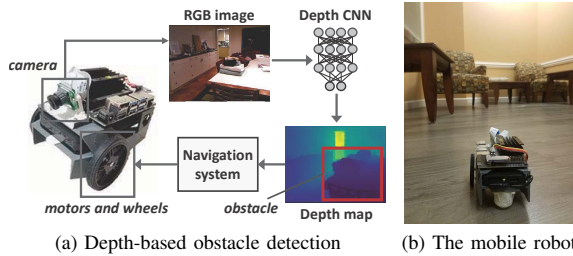 RGB image
Depth CNN
camera
Navigation
system
motors and wheels
obstacle
Depth map
(a) Depth-based obstacle detection
(b) The mobile robot